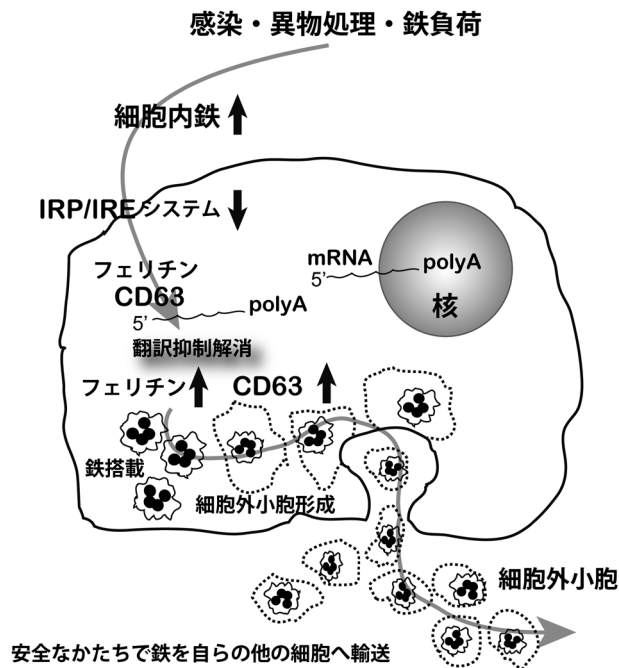 感染・異物処理・鉄負荷
細胞内鉄
IRP/IREシステム
mRNA
5’
polyA
核
フェリチン
CD63
5’
polyA
翻訳抑制解消
フェリチン
CD63
鉄搭載
細胞外小胞形成
細胞外小胞
安全なかたちで鉄を自らの他の細胞へ輸送